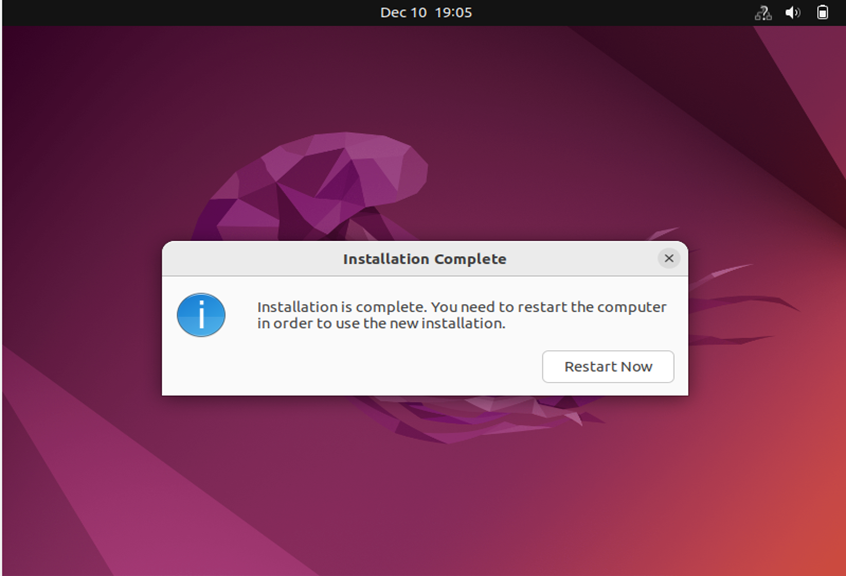 Dec 10 19:05
Installation Complete
Installation is complete. You need to restart the computer
in order to use the new installation.
Restart Now